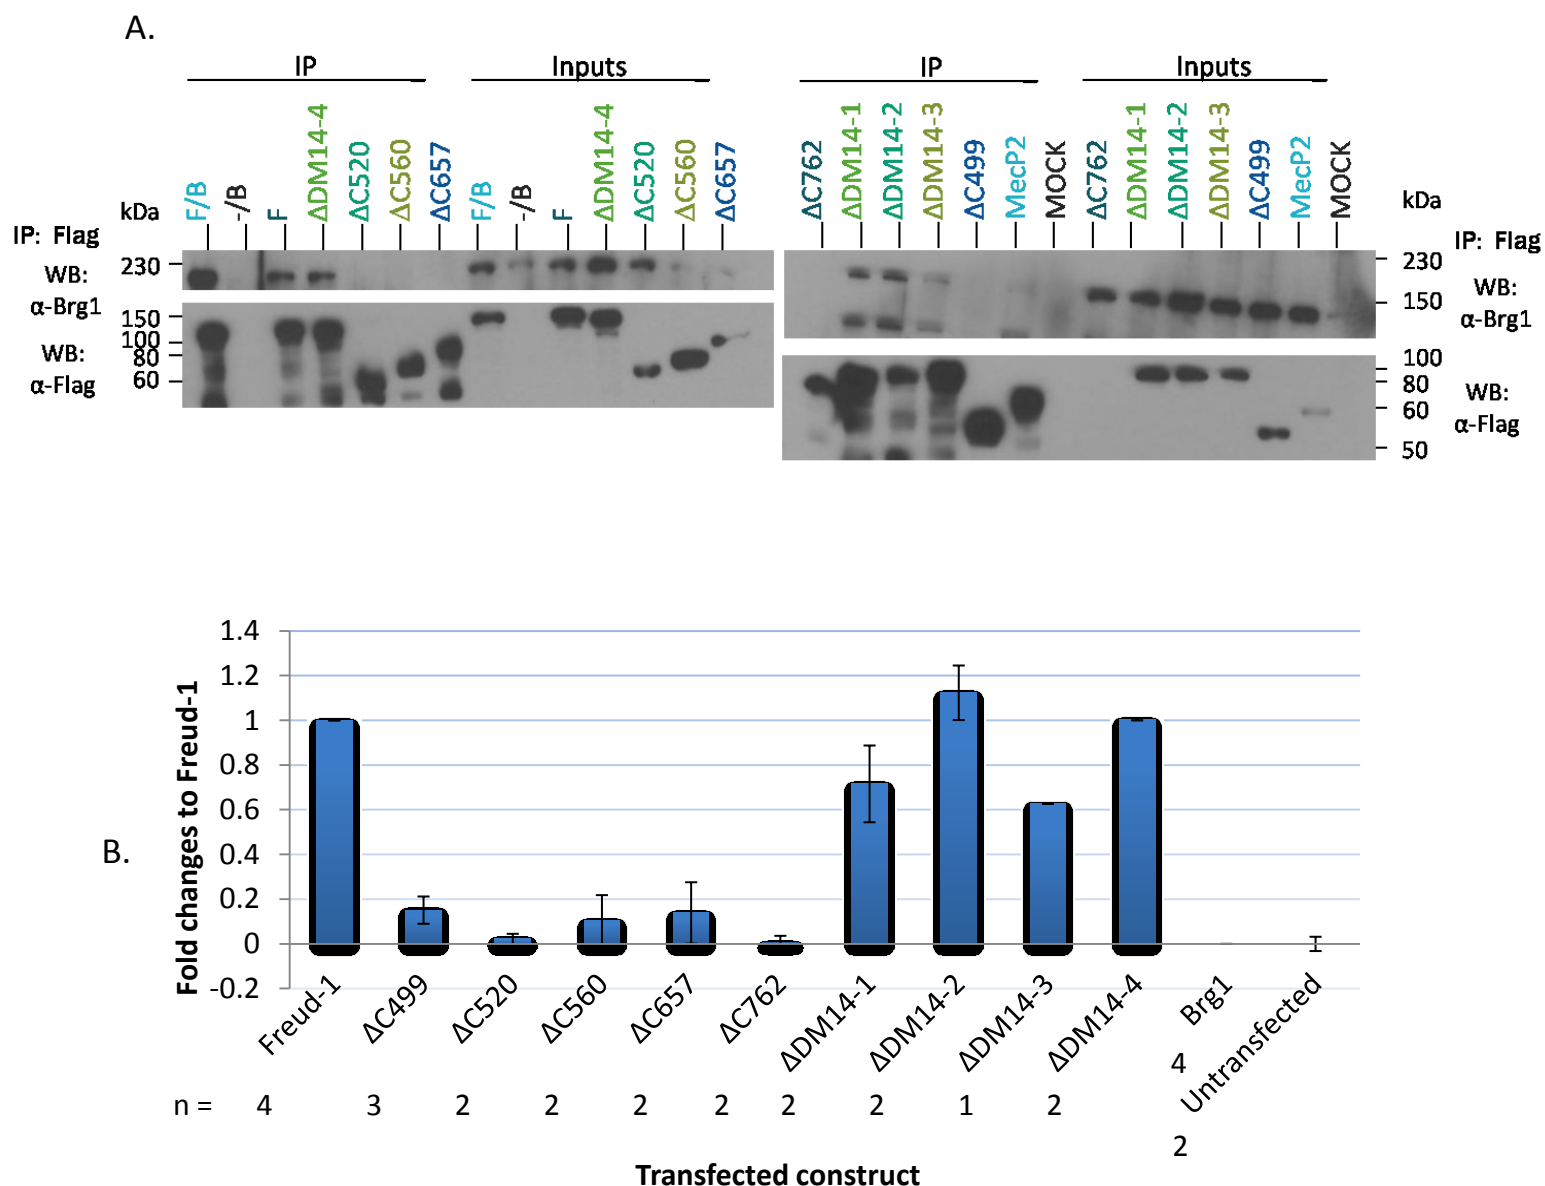 A.
IP
Inputs
IP
Inputs
F/B
-/B
F
ΔDM14-4
ΔC520
ΔC560
ΔC657
F/B
-/B
F
ΔDM14-4
ΔC520
ΔC560
ΔC657
ΔC762
ΔDM14-1
ΔDM14-2
ΔDM14-3
ΔC499
MecP2
MOCK
ΔC762
ΔDM14-1
ΔDM14-2
ΔDM14-3
ΔC499
MecP2
MOCK
kDa
IP: Flag
WB:
α-Brg1
WB:
α-Flag
230
150
100
80
60
kDa
230
150
100
80
60
50
IP: Flag
WB:
α-Brg1
WB:
α-Flag
B.
Fold changes to Freud-1
1.4
1.2
1
0.8
0.6
0.4
0.2
0
-0.2
Freud-1
ΔC499
ΔC520
ΔC560
ΔC657
ΔC762
ΔDM14-1
ΔDM14-2
ΔDM14-3
ΔDM14-4
Brg1
Untransfected
n = 4 3 2 2 2 2 2 2 1 2
4
2
Transfected construct